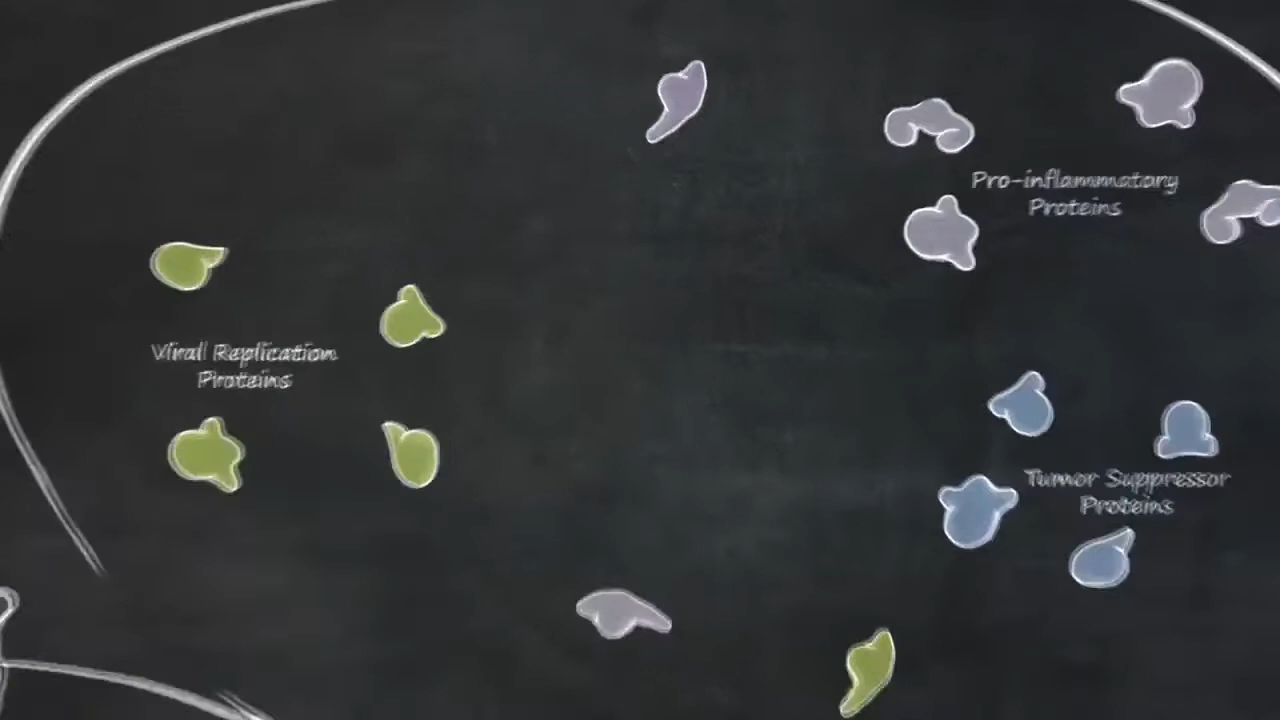 Pro-inflammatory
Proteins
Viral Replication
Proteins
Tumor Suppressor
Proteins